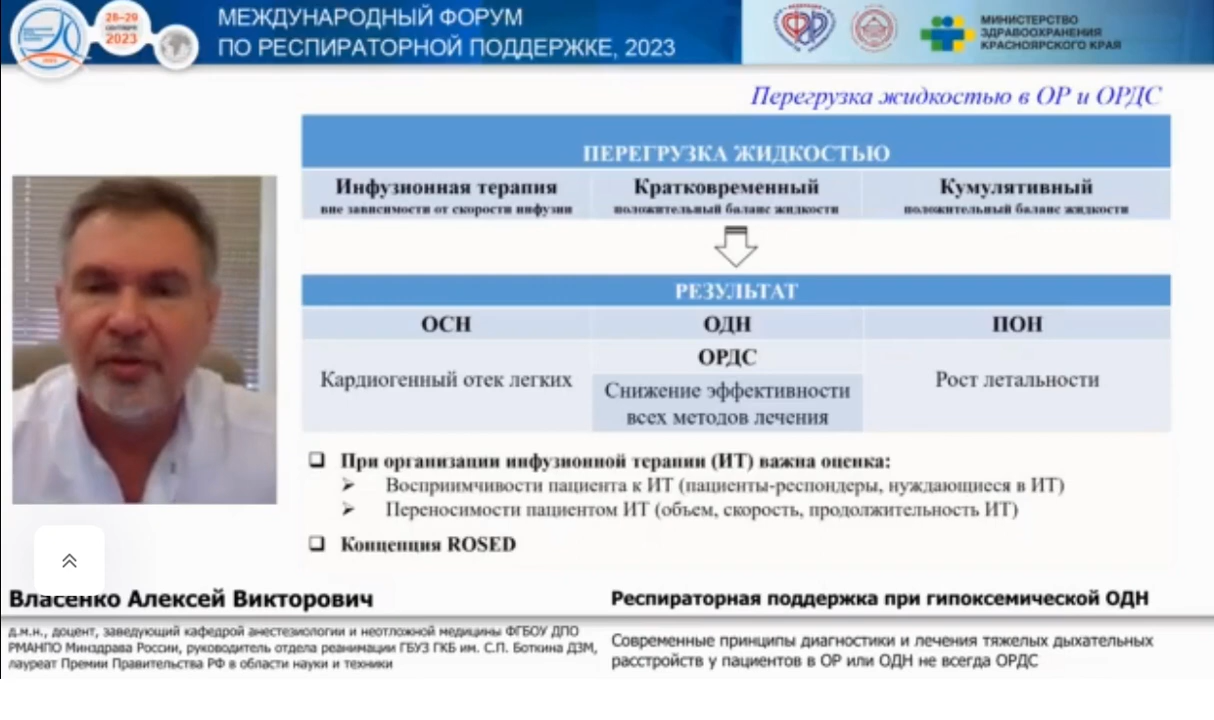 28-29
СЕНТЯБРЯ
2023
МЕЖДУНАРОДНЫЙ ФОРУМ
ПО РЕСПИРАТОРНОЙ ПОДДЕРЖКЕ, 2023
МИНИСТЕРСТВО
ЗДРАВООХРАНЕНИЯ
КРАСНОЯРСКОГО КРАЯ
Перегрузка жидкостью в ОР и ОРДС
ПЕРЕГРУЗКА ЖИДКОСТЬЮ
Инфузионная терапия
вне зависимости от скорости инфузии
Кратковременный
положительный баланс жидкости
Кумулятивный
положительный баланс жидкости
РЕЗУЛЬТАТ
ОСН
ОДН
ПОН
Кардиогенный отек легких
ОРДС
Снижение эффективности
всех методов лечения
Рост летальности
При организации инфузионной терапии (ИТ) важна оценка:
Восприимчивости пациента к ИТ (пациенты-респондеры, нуждающиеся в ИТ)
Переносимости пациентом ИТ (объем, скорость, продолжительность ИТ)
Концепция ROSED
Власенко Алексей Викторович
д.м.н., доцент, заведующий кафедрой анестезиологии и неотложной медицины ФГБОУ ДПО
РМАНПО Минздрава России, руководитель отдела реанимации ГБУЗ ГКБ им. С.П. Боткина ДЗМ,
лауреат Премии Правительства РФ в области науки и техники
Респираторная поддержка при гипоксемической ОДН
Современные принципы диагностики и лечения тяжелых дыхательных
расстройств у пациентов в ОР или ОДН не всегда ОРДС